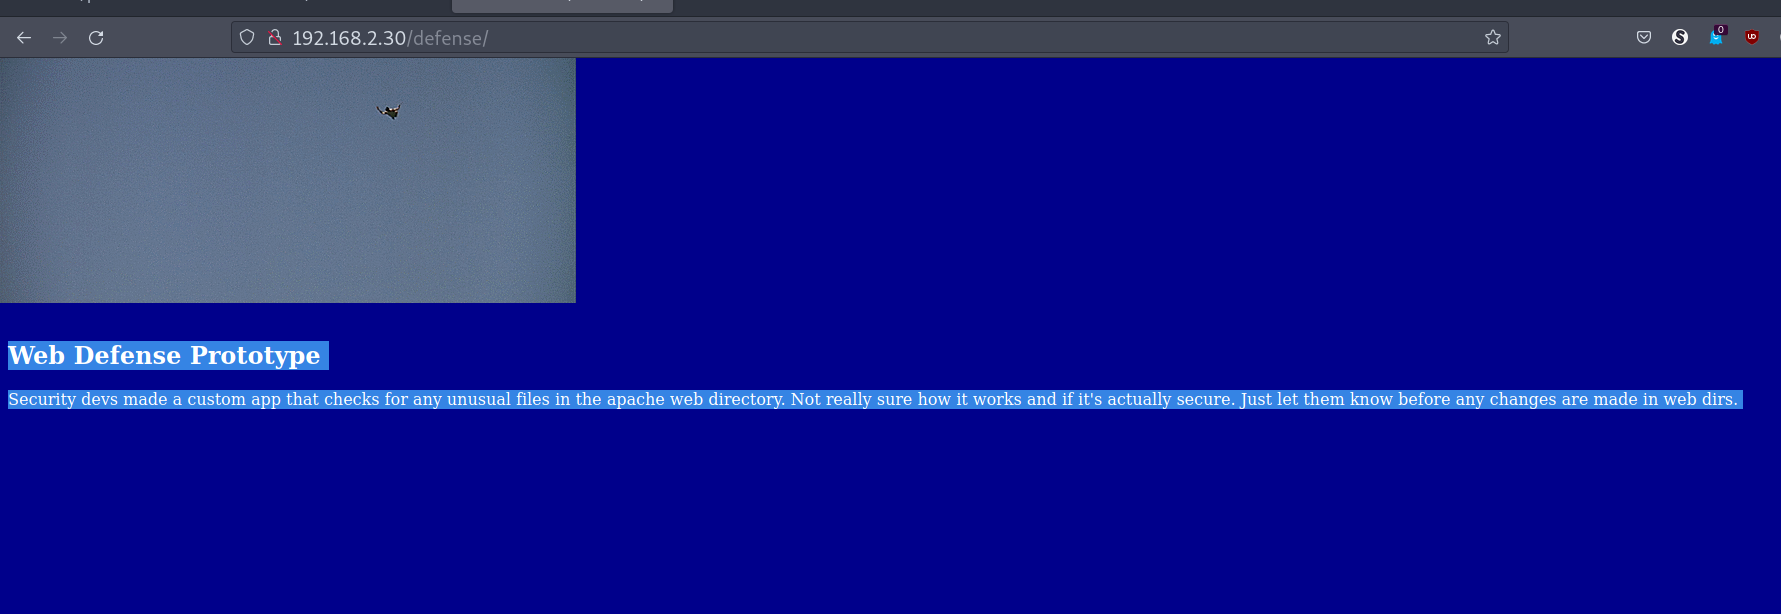 192.168.2.30/defense/
0
Web Defense Prototype
Security devs made a custom app that checks for any unusual files in the apache web directory. Not really sure how it works and if it's actually secure. Just let them know before any changes are made in web dirs.